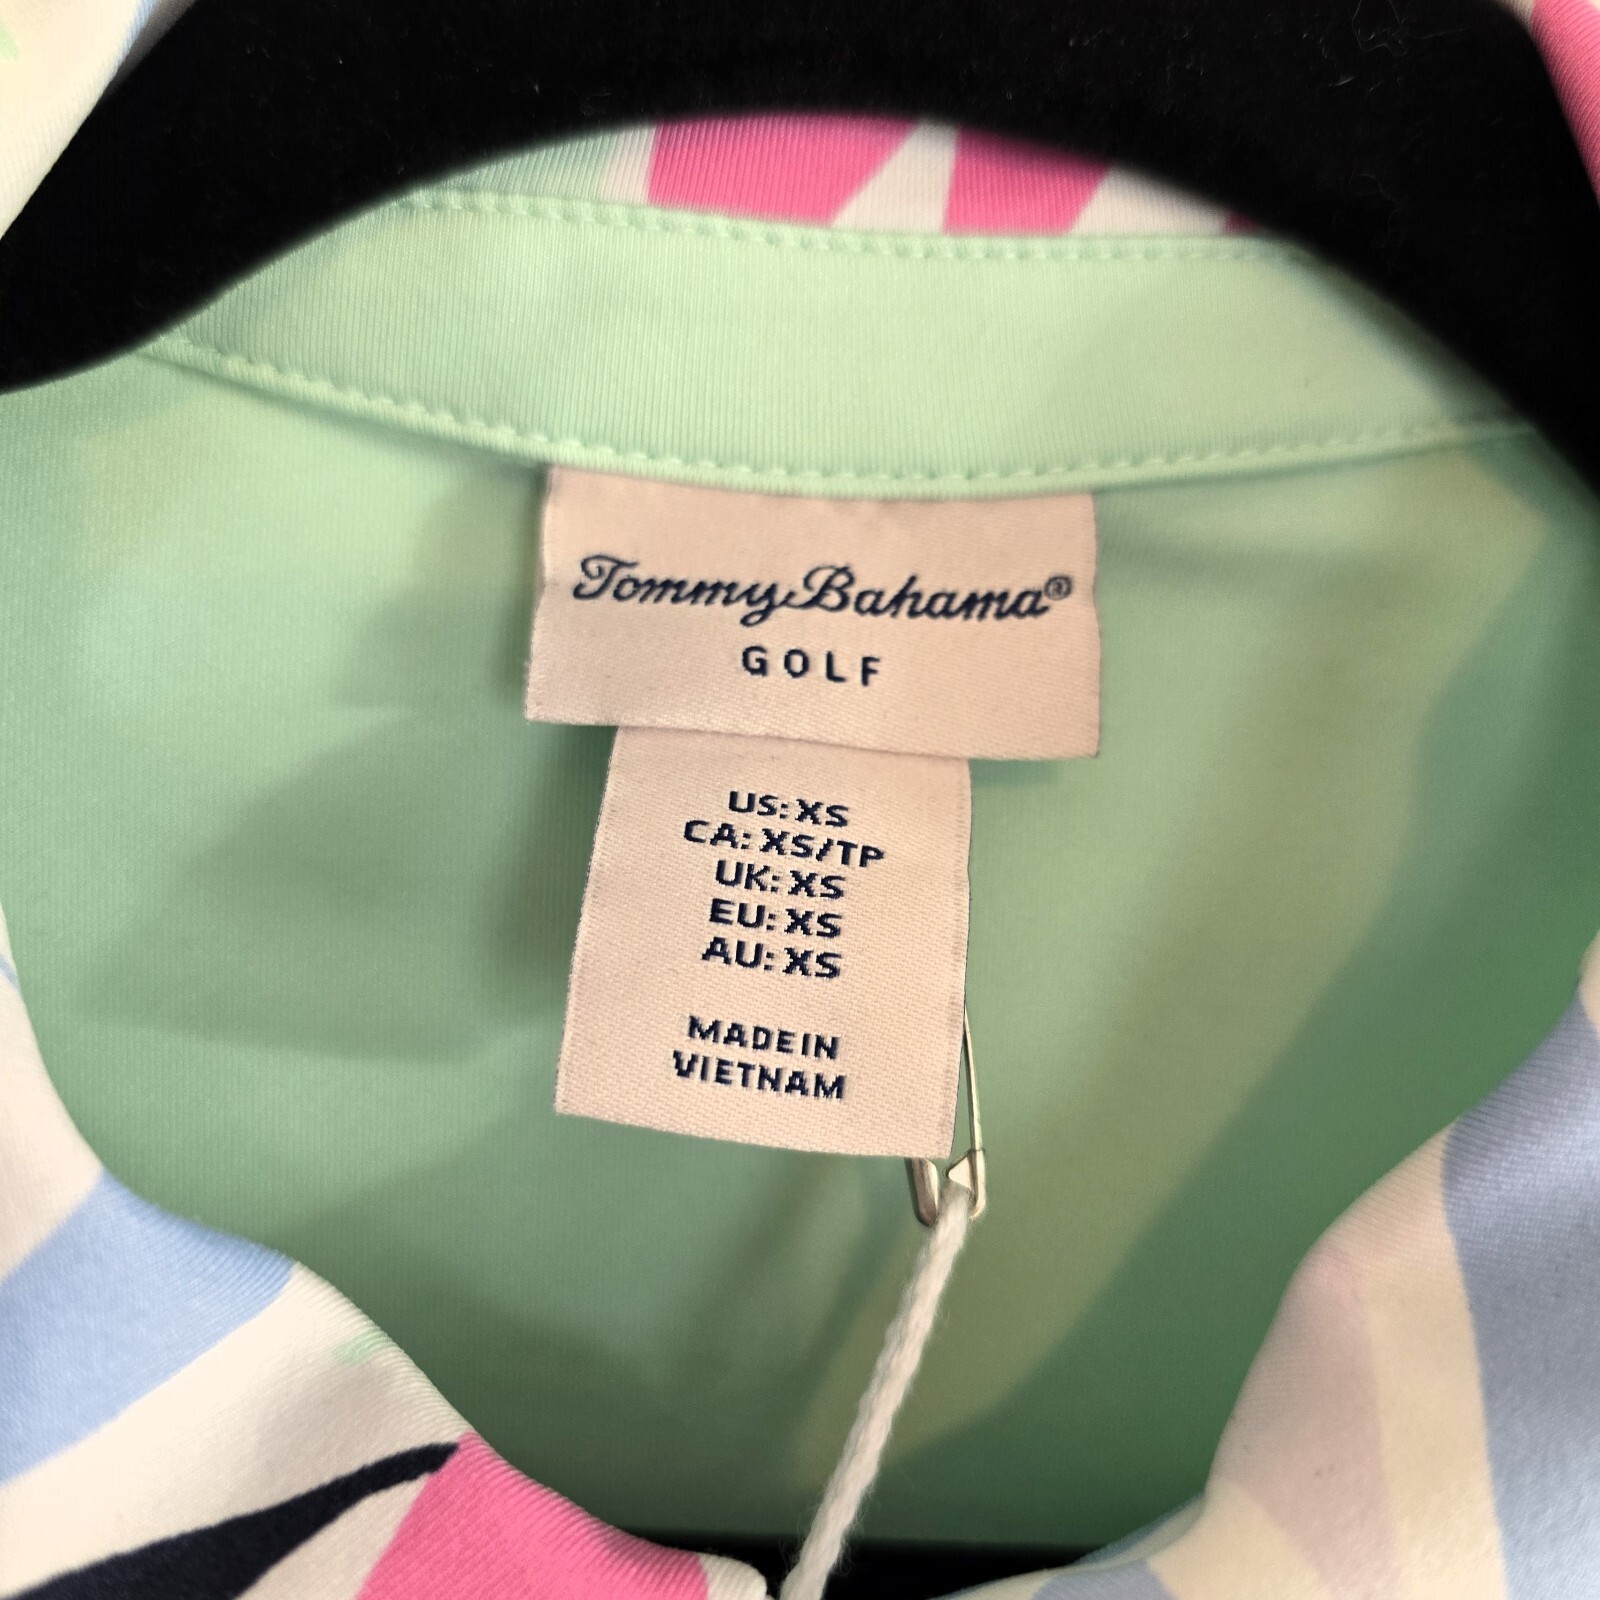 Tommy Bahama®
GOLF
US: XS
CA: XS/TP
UK: XS
EU: XS
AU: XS
MADE IN
VIETNAM